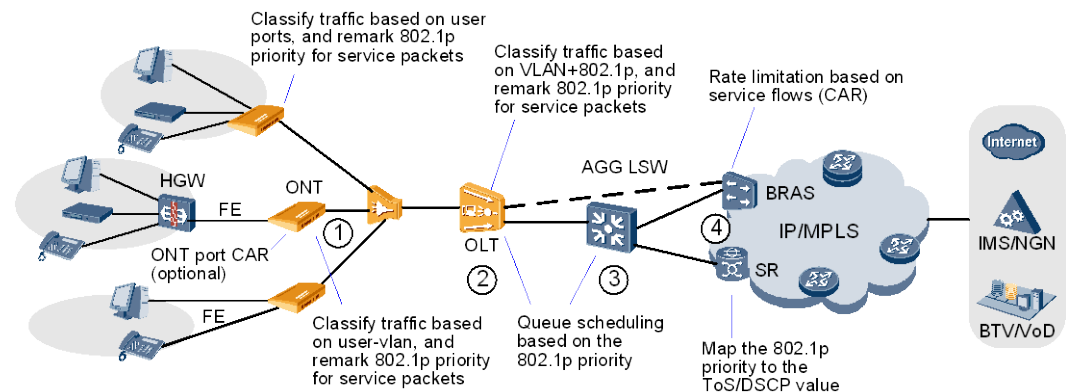 Classify traffic based on user
ports, and remark 802.1p
priority for service packets
Classify traffic based
on VLAN+802.1p, and
remark 802.1p priority
for service packets
Rate limitation based on
service flows (CAR)
Internet
HGW
ONT
AGG LSW
BRAS
FE
1
OLT
4
IP/MPLS
IMS/NGN
ONT port CAR
(optional)
2
3
SR
FE
BTV/VoD
Classify traffic based
on user-vlan, and
remark 802.1p priority
for service packets
Queue scheduling
based on the
802.1p priority
Map the 802.1p
priority to the
ToS/DSCP value